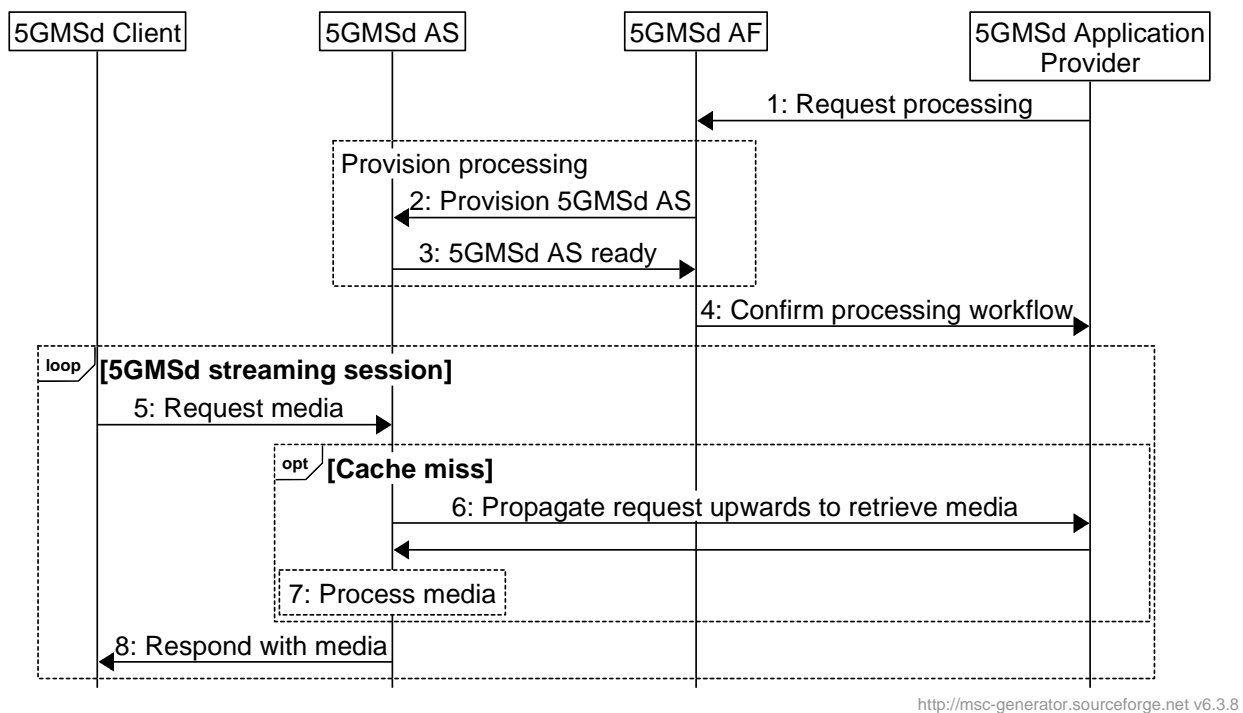 5GMSd Client
5GMSd AS
5GMSd AF
5GMSd Application
Provider
1: Request processing
Provision processing
2: Provision 5GMSd AS
3: 5GMSd AS ready
4: Confirm processing workflow
loop
[5GMSd streaming session]
5: Request media
opt
[Cache miss]
6: Propagate request upwards to retrieve media
7: Process media
8: Respond with media
http://msc-generator.sourceforge.net v6.3.8